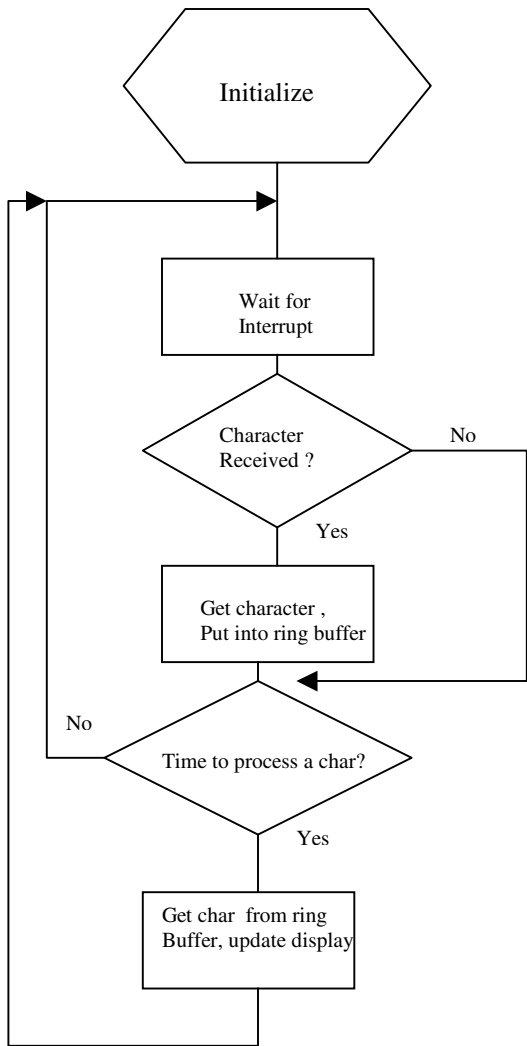 Initialize
Wait for
Interrupt
Character
Received ?
No
Yes
Get character ,
Put into ring buffer
No
Time to process a char?
Yes
Get char from ring
Buffer, update display